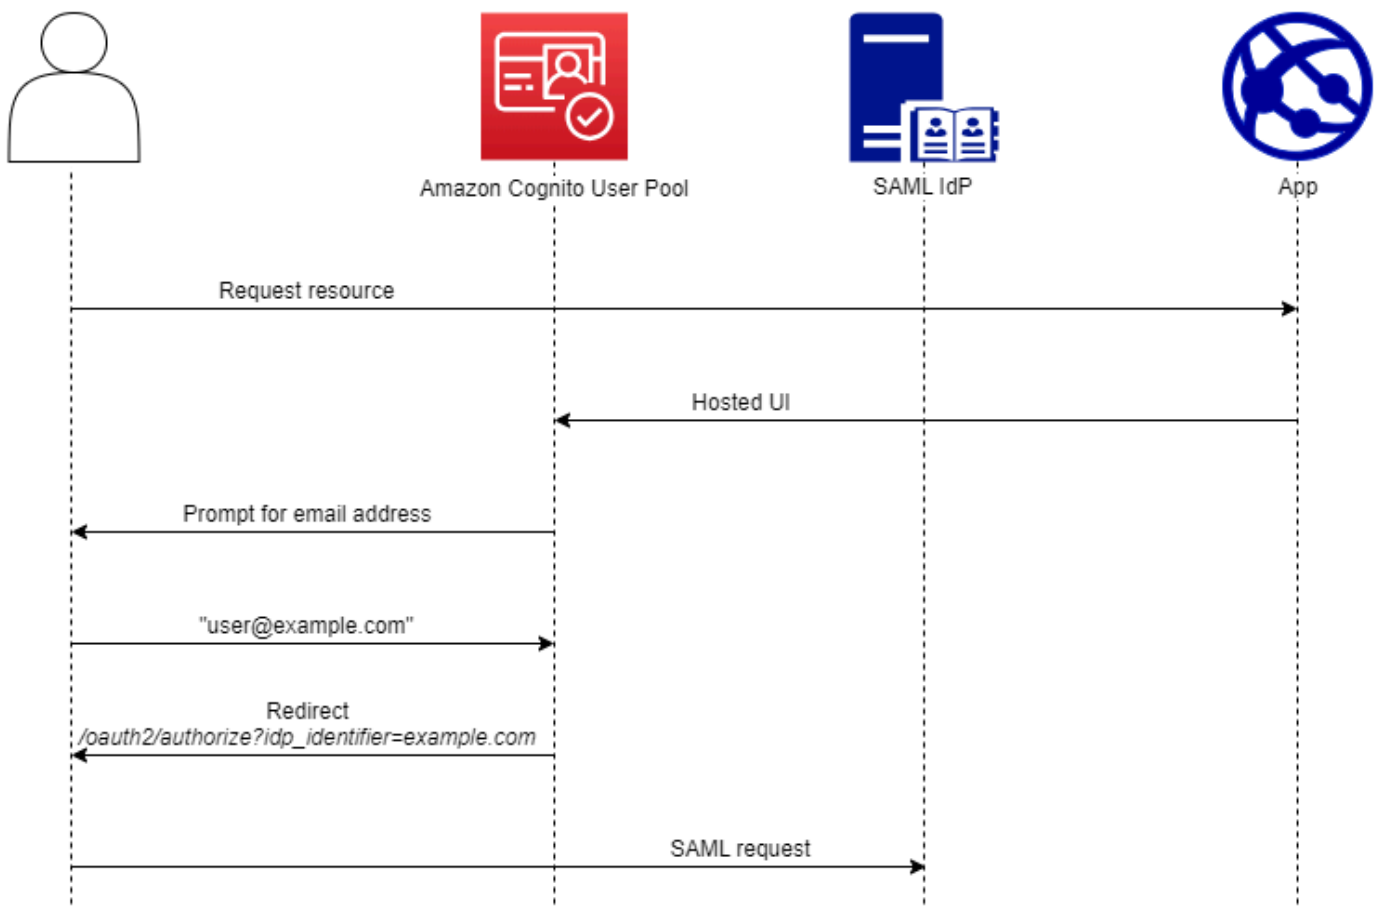 Amazon Cognito User Pool
SAML IdP
App
Request resource
Hosted UI
Prompt for email address
"user@example.com"
Redirect
/oauth2/authorize?idp_identifier=example.com
SAML request